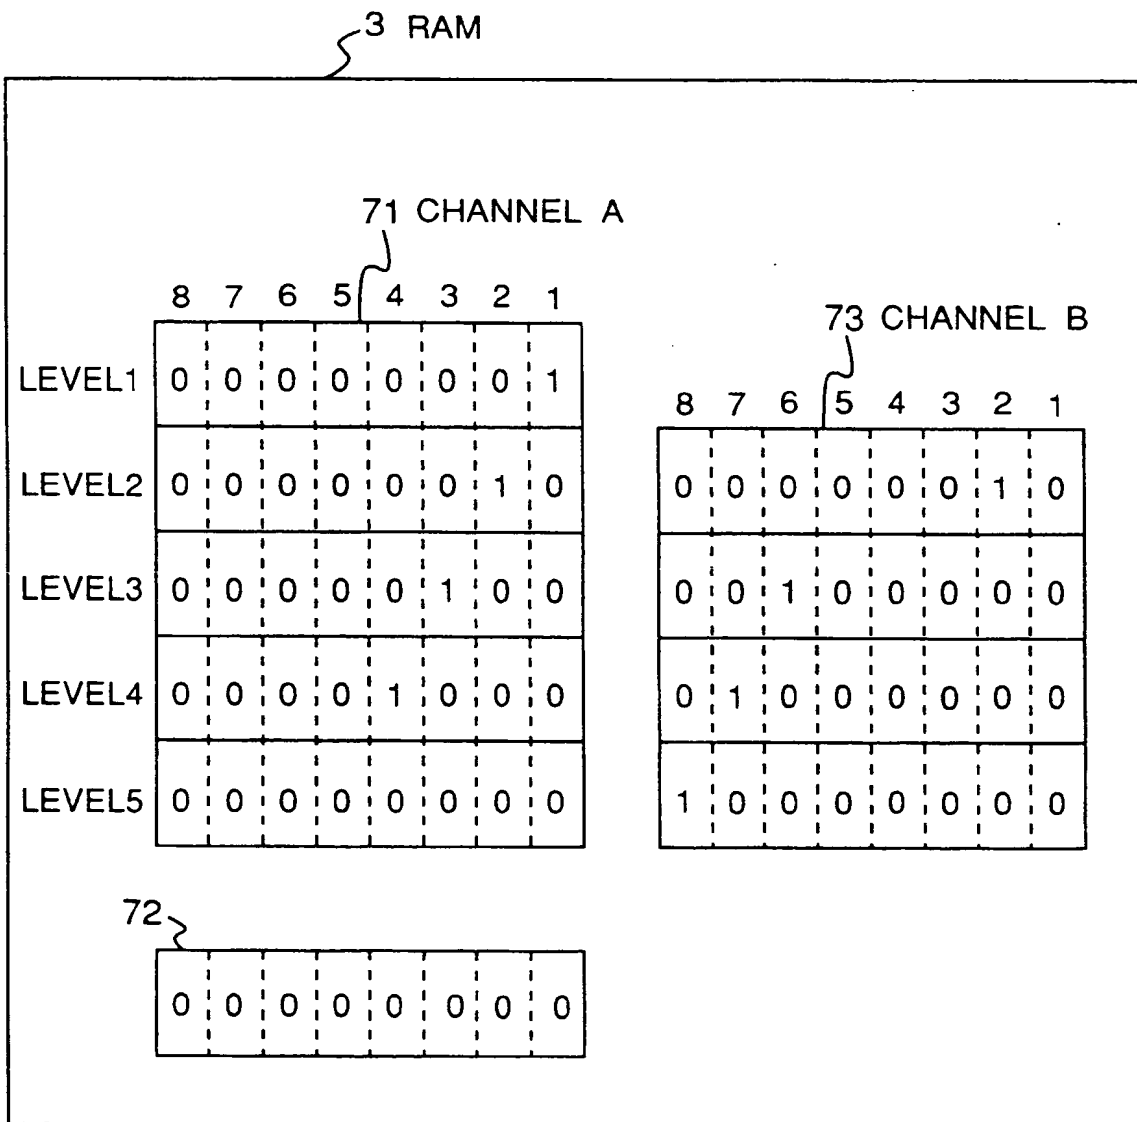 3 RAM
71 CHANNEL A
8 7 6 5 4 3 2 1
73 CHANNEL B
LEVEL1 0 0 0 0 0 0 0 1
8 7 6 5 4 3 2 1
LEVEL2 0 0 0 0 0 0 1 0 0 0 0 0 0 0 1 0
LEVEL3 0 0 0 0 0 1 0 0 0 0 1 0 0 0 0 0
LEVEL4 0 0 0 0 1 0 0 0 0 1 0 0 0 0 0 0
LEVEL5 0 0 0 0 0 0 0 0 1 0 0 0 0 0 0 0
72
0 0 0 0 0 0 0 0